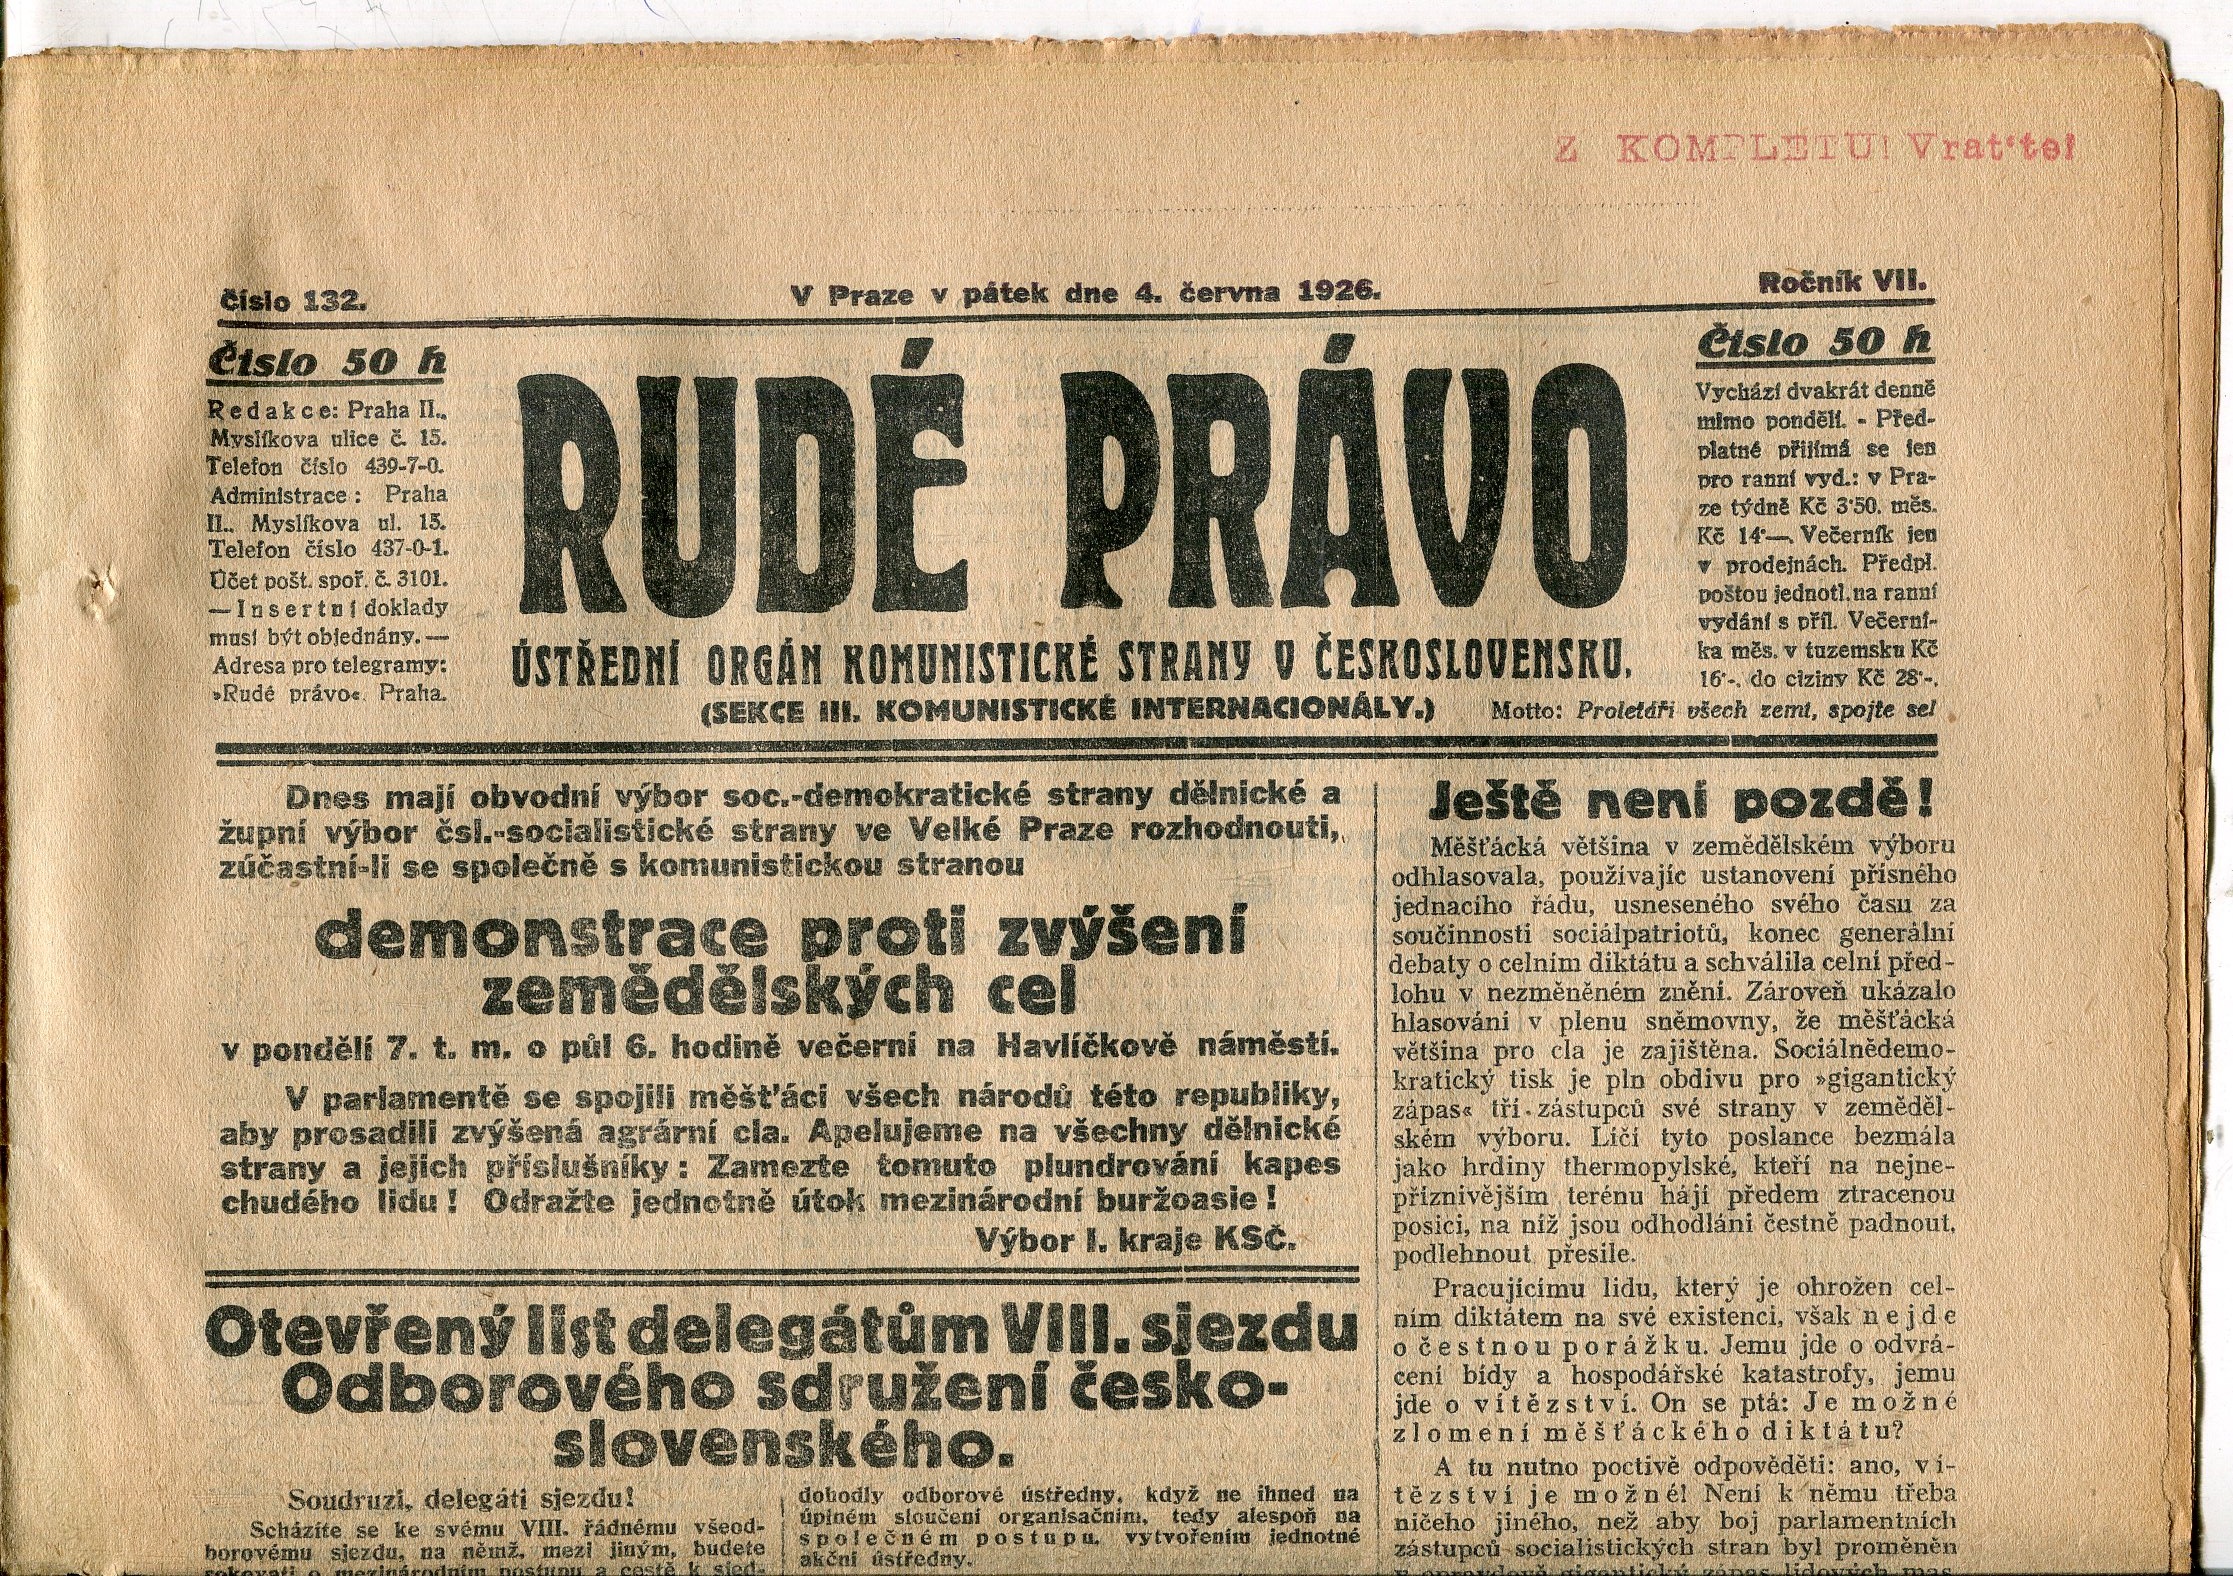 Z KOMPLETU! Vrat'te!
Číslo 132.
V Praze v pátek dne 4. června 1926.
Ročník VII.
Číslo 50 h
Redakce: Praha II.,
Myslíkova ulice č. 15.
Telefon číslo 439-7-0.
Administrace: Praha
II., Myslíkova ul. 15.
Telefon číslo 437-0-1.
Účet pošt. spoř. č. 3101.
— Insertní doklady
musí být objednány. —
Adresa pro telegramy:
»Rudé právo«. Praha.
RUDÉ PRÁVO
ÚSTŘEDNÍ ORGÁN KOMUNISTICKÉ STRANY V ČESKOSLOVENSKU.
(SEKCE III. KOMUNISTICKÉ INTERNACIONÁLY.)
Motto: Proletáři všech zemí, spojte se!
Číslo 50 h
Vychází dvakrát denně
mimo pondělí. - Před-
platné přijímá se jen
pro ranní vyd.: v Pra-
ze týdně Kč 3·50. měs.
Kč 14·—. Večerník jen
v prodejnách. Předpl.
poštou jednotl. na ranní
vydání s příl. Večerní-
ka měs. v tuzemsku Kč
16·-. do ciziny Kč 28·-.
Dnes mají obvodní výbor soc.-demokratické strany dělnické a
župní výbor čsl.-socialistické strany ve Velké Praze rozhodnouti,
zúčastní-li se společně s komunistickou stranou
demonstrace proti zvýšení
zemědělských cel
v pondělí 7. t. m. o půl 6. hodině večerní na Havlíčkově náměstí.
V parlamentě se spojili měšťáci všech národů této republiky,
aby prosadili zvýšená agrární cla. Apelujeme na všechny dělnické
strany a jejich příslušníky: Zamezte tomuto plundrování kapes
chudého lidu! Odražte jednotně útok mezinárodní buržoasie!
Výbor I. kraje KSČ.
Otevřený list delegátům VIII. sjezdu
Odborového sdružení česko-
slovenského.
Soudruzi, delegáti sjezdu!
Scházíte se ke svému VIII. řádnému všeod-
borovému sjezdu, na němž, mezi jiným, budete
rokovati o mezinárodním postupu a cestě k sjed-
dohodly odborové ústředny, když ne ihned na
úplném sloučení organisačním, tedy alespoň na
společném postupu, vytvořením jednotné
akční ústředny.
Ještě není pozdě!
Měšťácká většina v zemědělském výboru
odhlasovala, používajíc ustanovení přísného
jednacího řádu, usneseného svého času za
součinnosti sociálpatriotů, konec generální
debaty o celním diktátu a schválila celní před-
lohu v nezměněném znění. Zároveň ukázalo
hlasování v plenu sněmovny, že měšťácká
většina pro cla je zajištěna. Sociálnědemo-
kratický tisk je pln obdivu pro »gigantický
zápas« tří zástupců své strany v zeměděl-
ském výboru. Líčí tyto poslance bezmála
jako hrdiny thermopylské, kteří na nejne-
příznivějším terénu hájí předem ztracenou
posici, na níž jsou odhodláni čestně padnout,
podlehnout přesile.
Pracujícímu lidu, který je ohrožen cel-
ním diktátem na své existenci, však nejde
o čestnou porážku. Jemu jde o odvrá-
cení bídy a hospodářské katastrofy, jemu
jde o vítězství. On se ptá: Je možné
zlomení měšťáckého diktátu?
A tu nutno poctivě odpověděti: ano, ví-
tězství je možné! Není k němu třeba
ničeho jiného, než aby boj parlamentních
zástupců socialistických stran byl proměněn
v opravdově gigantický zápas lidových mas,